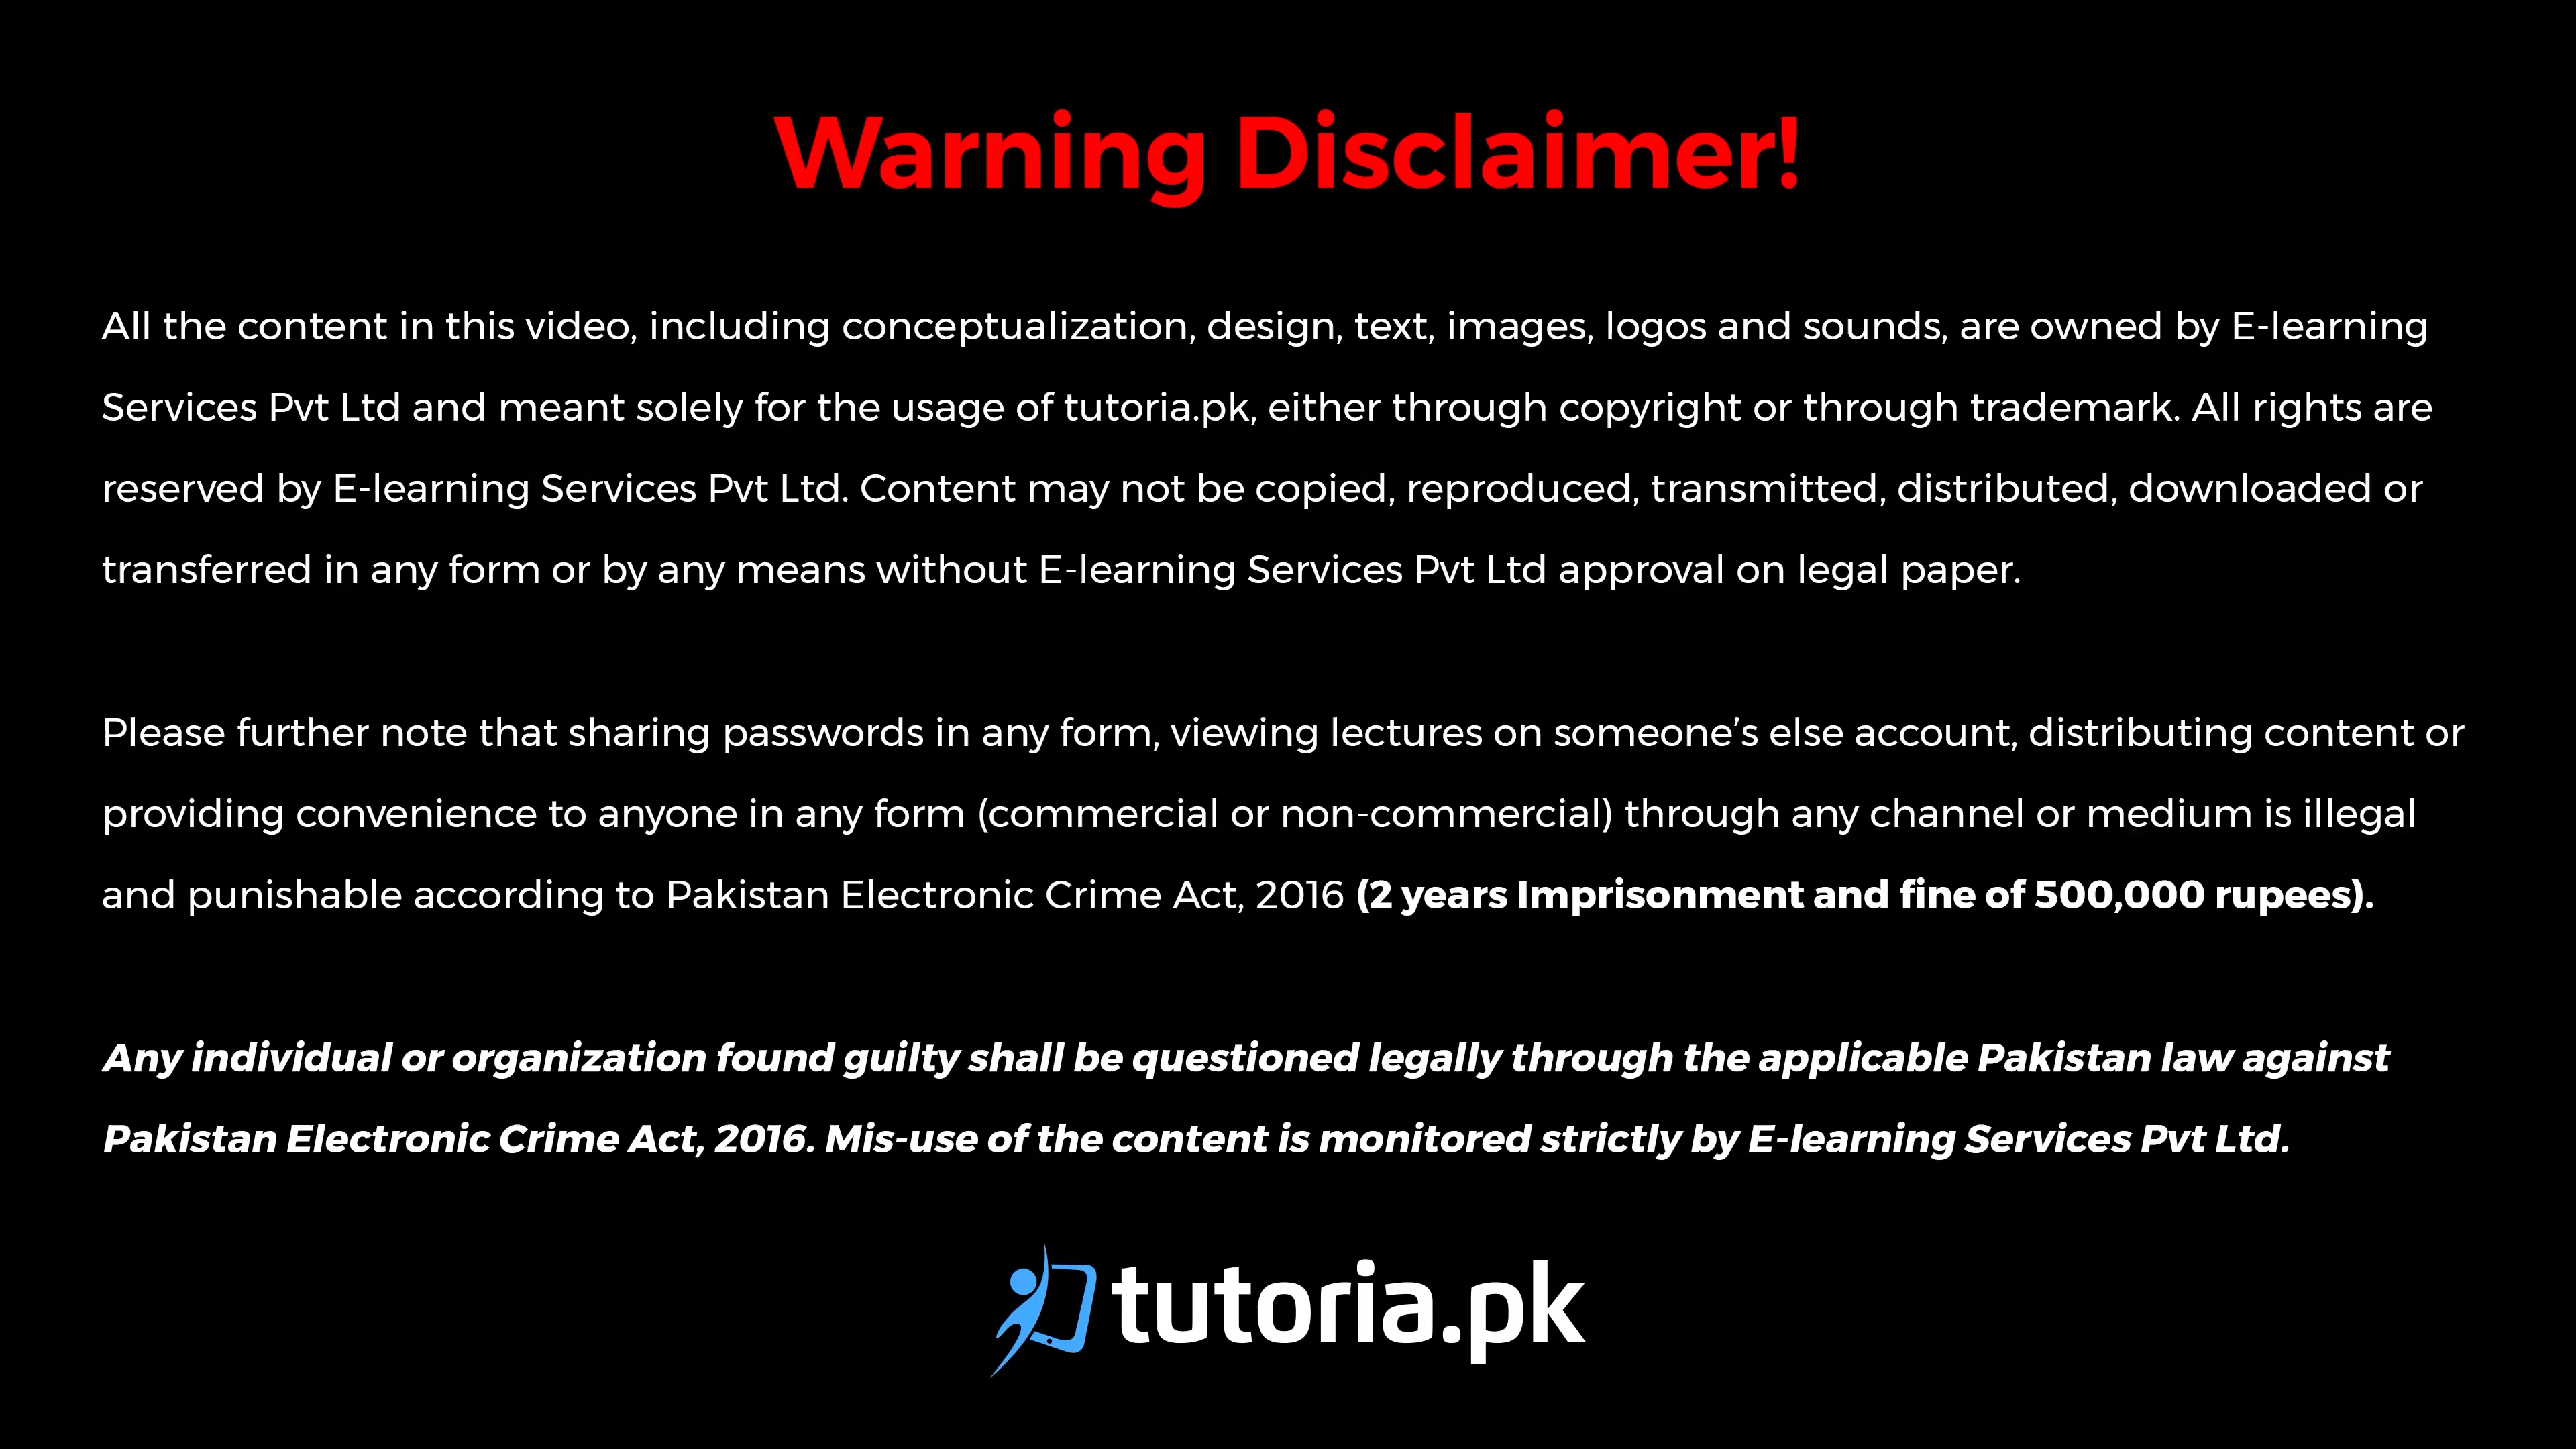 Warning Disclaimer!
All the content in this video, including conceptualization, design, text, images, logos and sounds, are owned by E-learning
Services Pvt Ltd and meant solely for the usage of tutoria.pk, either through copyright or through trademark. All rights are
reserved by E-learning Services Pvt Ltd. Content may not be copied, reproduced, transmitted, distributed, downloaded or
transferred in any form or by any means without E-learning Services Pvt Ltd approval on legal paper.
Please further note that sharing passwords in any form, viewing lectures on someone’s else account, distributing content or
providing convenience to anyone in any form (commercial or non-commercial) through any channel or medium is illegal
and punishable according to Pakistan Electronic Crime Act, 2016 (2 years Imprisonment and fine of 500,000 rupees).
Any individual or organization found guilty shall be questioned legally through the applicable Pakistan law against
Pakistan Electronic Crime Act, 2016. Mis-use of the content is monitored strictly by E-learning Services Pvt Ltd.
tutoria.pk